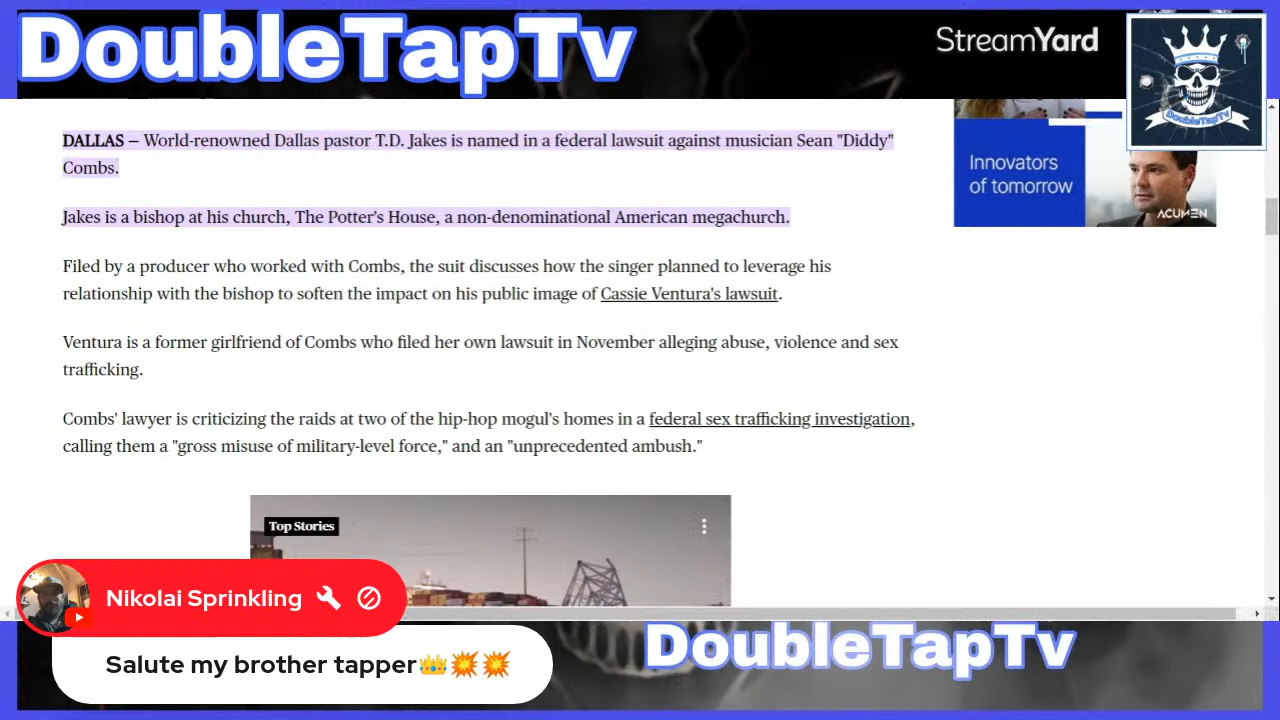 DoubleTapTv
StreamYard
DoubleTapTv
DALLAS — World-renowned Dallas pastor T.D. Jakes is named in a federal lawsuit against musician Sean "Diddy"
Combs.
Jakes is a bishop at his church, The Potter's House, a non-denominational American megachurch.
Innovators
of tomorrow
ACUMEN
Filed by a producer who worked with Combs, the suit discusses how the singer planned to leverage his
relationship with the bishop to soften the impact on his public image of Cassie Ventura's lawsuit.
Ventura is a former girlfriend of Combs who filed her own lawsuit in November alleging abuse, violence and sex
trafficking.
Combs' lawyer is criticizing the raids at two of the hip-hop mogul's homes in a federal sex trafficking investigation,
calling them a "gross misuse of military-level force," and an "unprecedented ambush."
Top Stories
Nikolai Sprinkling
Salute my brother tapper👑💥💥
DoubleTapTv